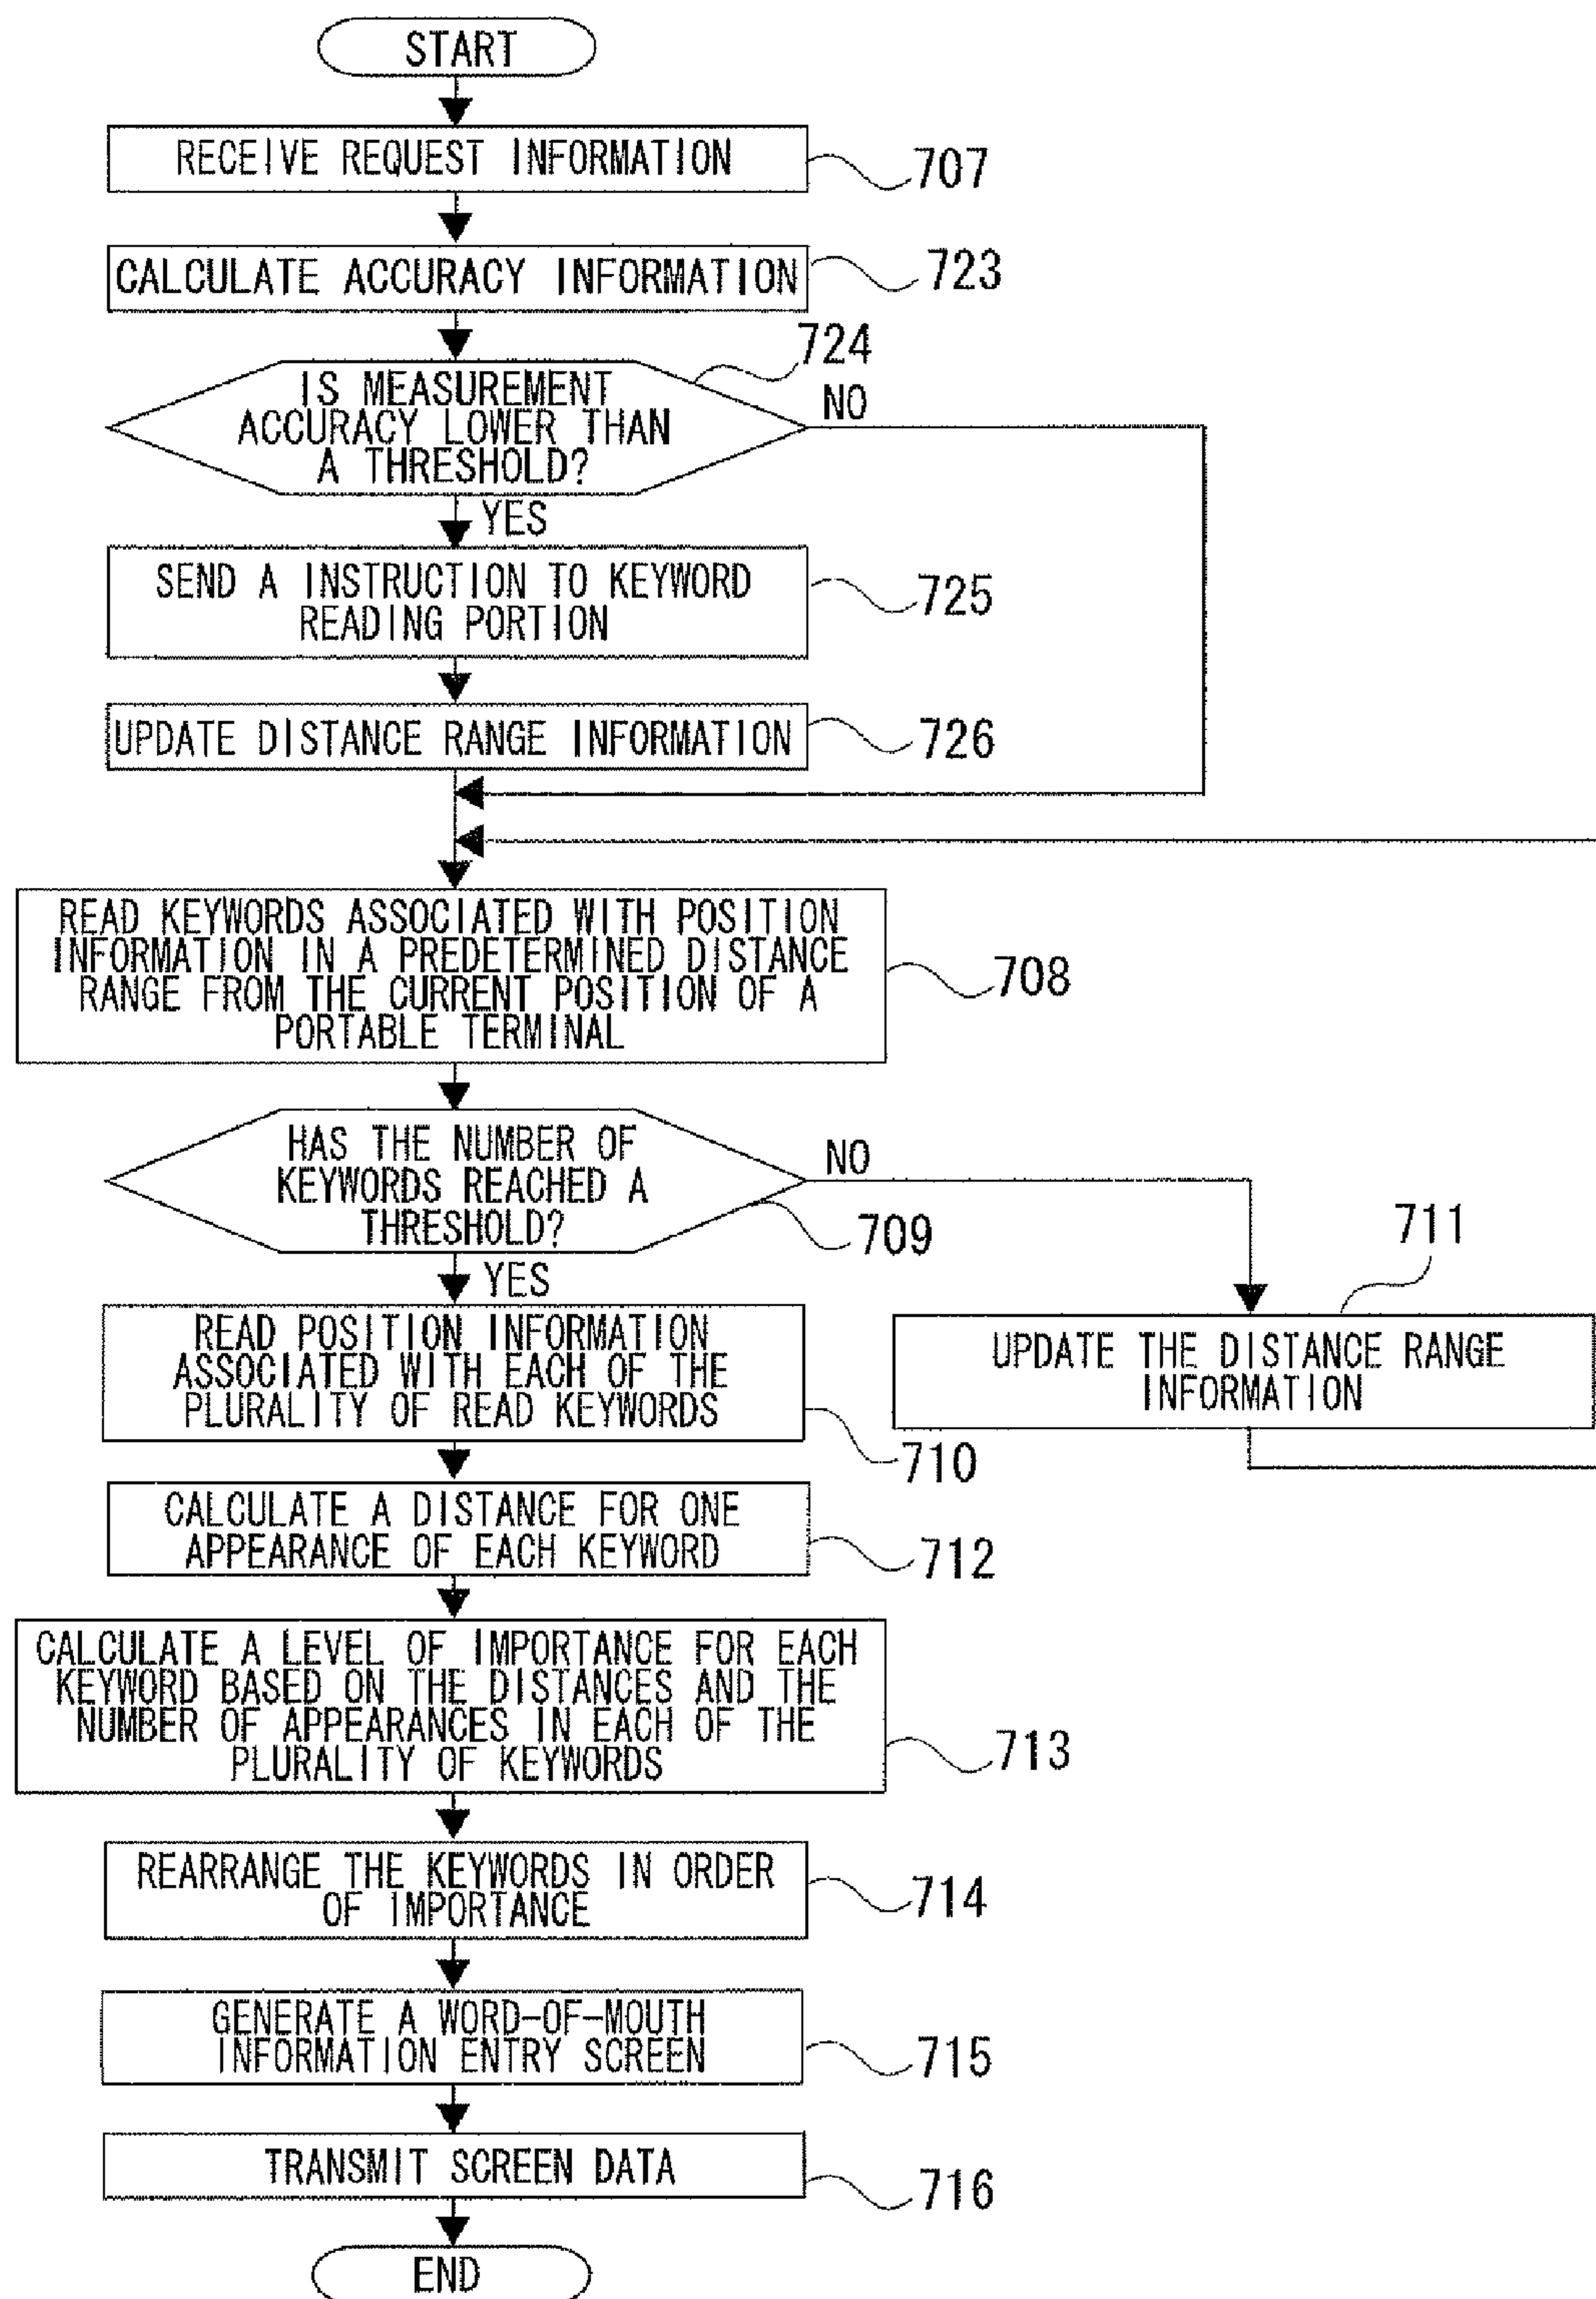 START
RECEIVE REQUEST INFORMATION
707
CALCULATE ACCURACY INFORMATION
723
724
IS MEASUREMENT
ACCURACY LOWER THAN
A THRESHOLD?
NO
YES
SEND A INSTRUCTION TO KEYWORD
READING PORTION
725
UPDATE DISTANCE RANGE INFORMATION
726
READ KEYWORDS ASSOCIATED WITH POSITION
INFORMATION IN A PREDETERMINED DISTANCE
RANGE FROM THE CURRENT POSITION OF A
PORTABLE TERMINAL
708
HAS THE NUMBER OF
KEYWORDS REACHED A
THRESHOLD?
NO
709
YES
711
UPDATE THE DISTANCE RANGE
INFORMATION
READ POSITION INFORMATION
ASSOCIATED WITH EACH OF THE
PLURALITY OF READ KEYWORDS
710
CALCULATE A DISTANCE FOR ONE
APPEARANCE OF EACH KEYWORD
712
CALCULATE A LEVEL OF IMPORTANCE FOR EACH
KEYWORD BASED ON THE DISTANCES AND THE
NUMBER OF APPEARANCES IN EACH OF THE
PLURALITY OF KEYWORDS
713
REARRANGE THE KEYWORDS IN ORDER
OF IMPORTANCE
714
GENERATE A WORD-OF-MOUTH
INFORMATION ENTRY SCREEN
715
TRANSMIT SCREEN DATA
716
END